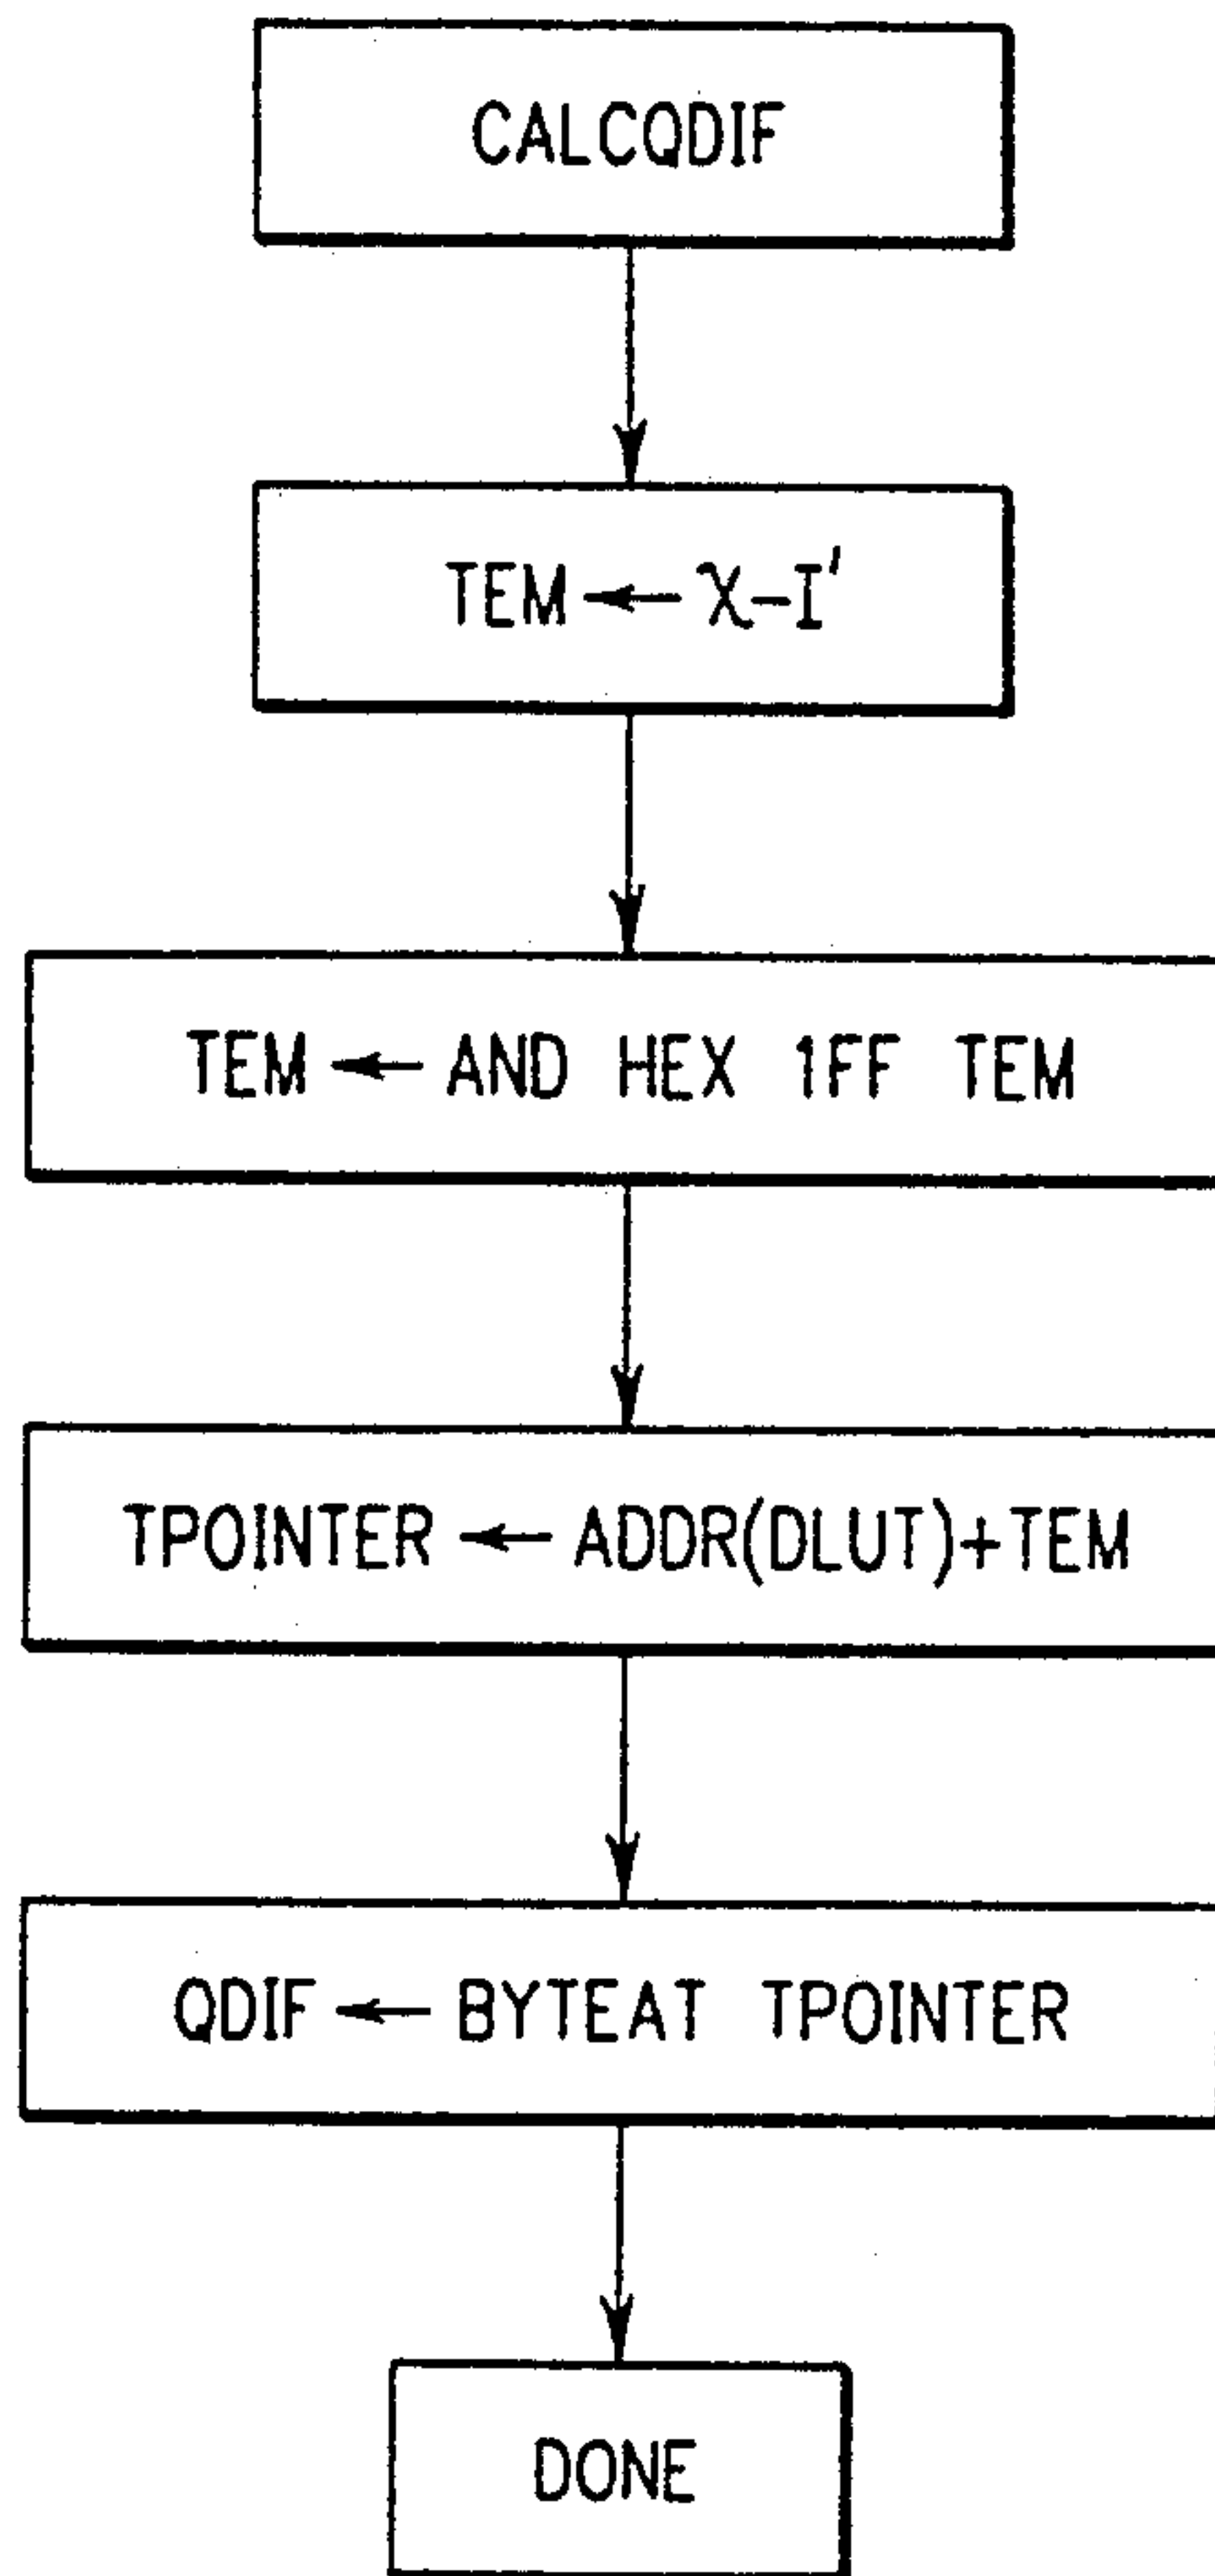 CALCQDIF
TEM ← X-I'
TEM ← AND HEX 1FF TEM
TPOINTER ← ADDR(DLUT)+TEM
QDIF ← BYTEAT TPOINTER
DONE